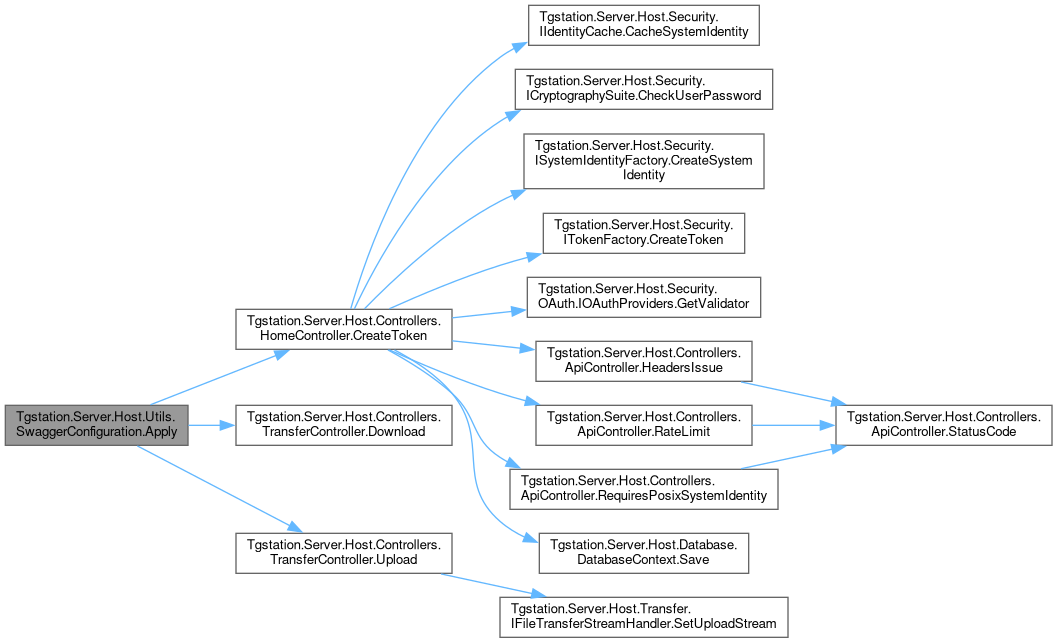 Tgstation.Server.Host.Security.
IIdentityCache.CacheSystemIdentity
Tgstation.Server.Host.Security.
ICryptographySuite.CheckUserPassword
Tgstation.Server.Host.Security.
ISystemIdentityFactory.CreateSystem
Identity
Tgstation.Server.Host.Security.
ITokenFactory.CreateToken
Tgstation.Server.Host.Security.
OAuth.IOAuthProviders.GetValidator
Tgstation.Server.Host.Controllers.
HomeController.CreateToken
Tgstation.Server.Host.Controllers.
ApiController.HeadersIssue
Tgstation.Server.Host.Utils.
SwaggerConfiguration.Apply
Tgstation.Server.Host.Controllers.
TransferController.Download
Tgstation.Server.Host.Controllers.
ApiController.RateLimit
Tgstation.Server.Host.Controllers.
ApiController.StatusCode
Tgstation.Server.Host.Controllers.
ApiController.RequiresPosixSystemIdentity
Tgstation.Server.Host.Controllers.
TransferController.Upload
Tgstation.Server.Host.Database.
DatabaseContext.Save
Tgstation.Server.Host.Transfer.
IFileTransferStreamHandler.SetUploadStream